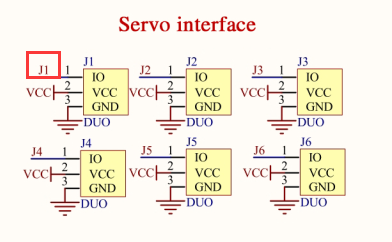 Servo interface
J1 J2 J3
J1 1 IO J2 1 IO J3 1 IO
VCC 2 VCC VCC 2 VCC VCC 2 VCC
3 GND 3 GND 3 GND
DUO DUO DUO
J4 J5 J6
J4 1 IO J5 1 IO J6 1 IO
VCC 2 VCC VCC 2 VCC VCC 2 VCC
3 GND 3 GND 3 GND
DUO DUO DUO